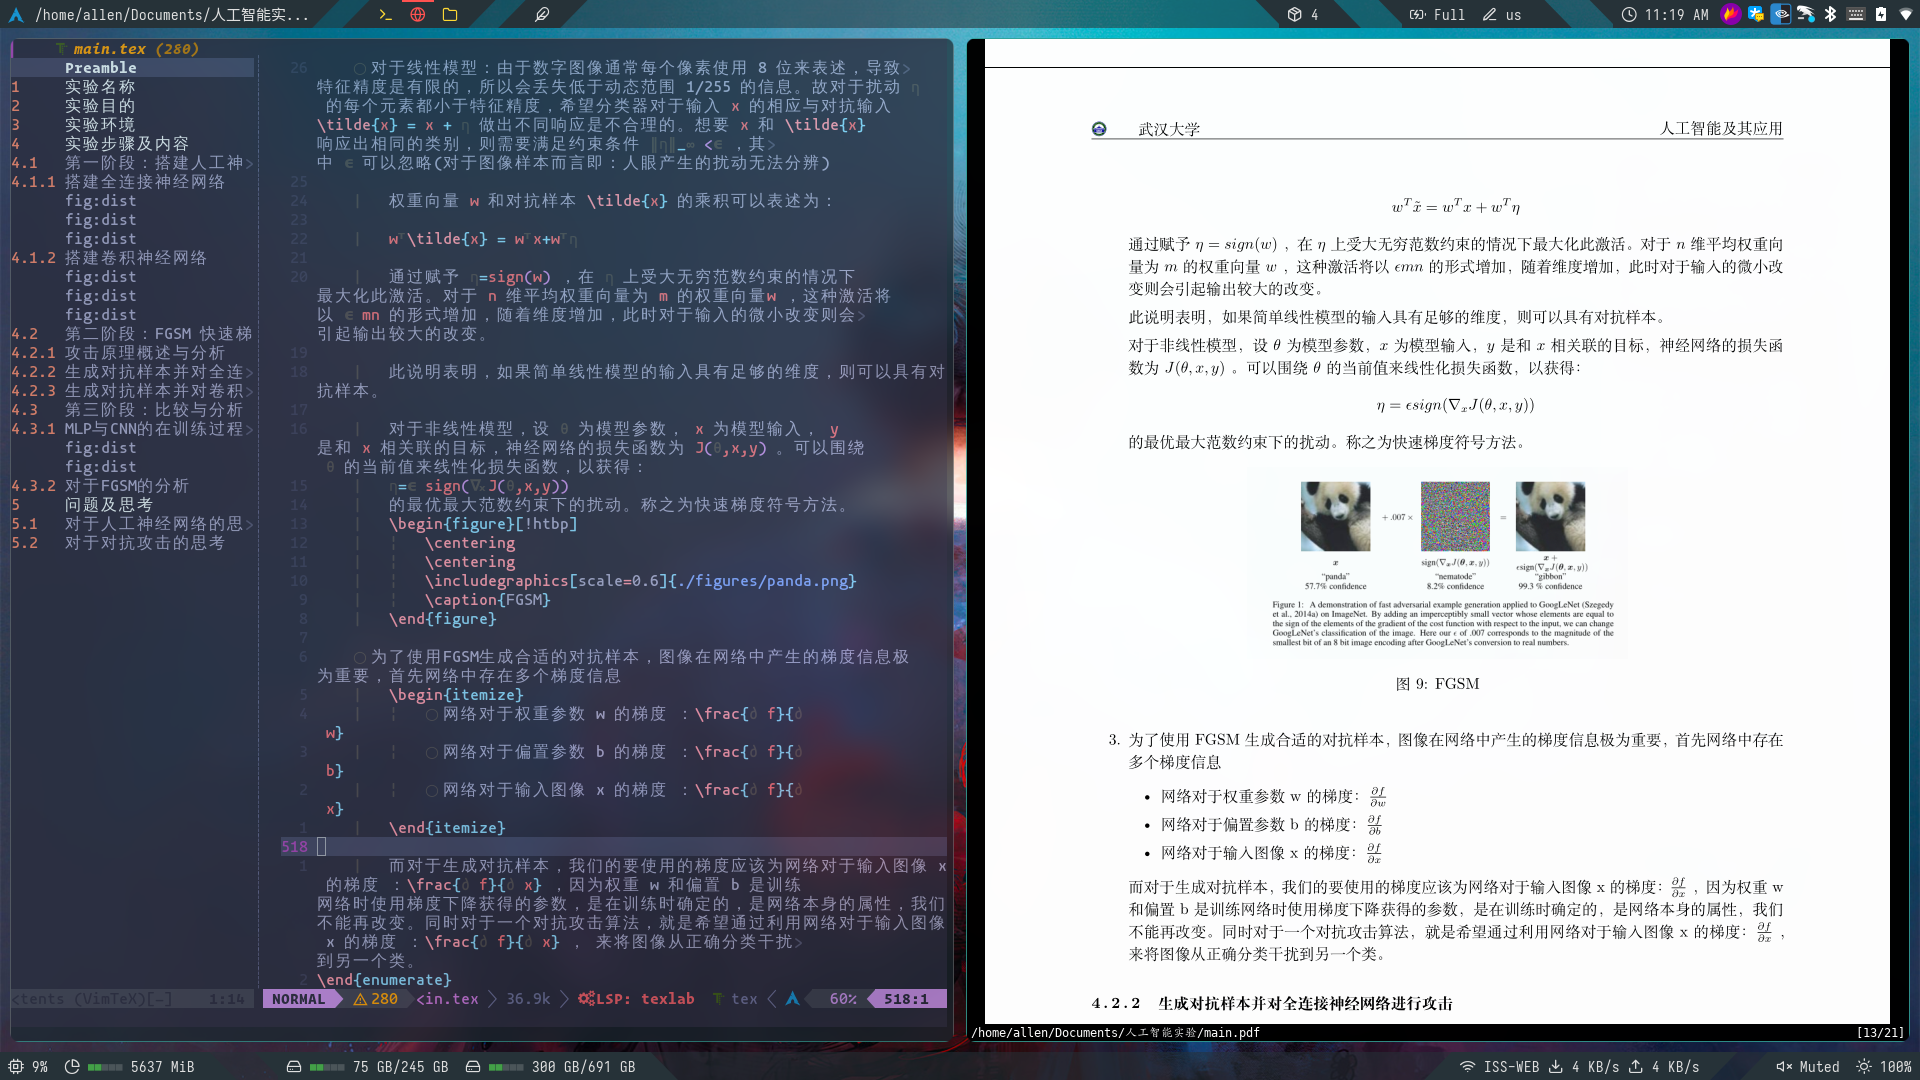 /home/allen/Documents/人工智能实...
4
Full
us
11:19 AM
main.tex (280)
Preamble
1 实验名称
2 实验目的
3 实验环境
4 实验步骤及内容
4.1 第一阶段：搭建人工神>
4.1.1 搭建全连接神经网络
fig:dist
fig:dist
fig:dist
4.1.2 搭建卷积神经网络
fig:dist
fig:dist
fig:dist
4.2 第二阶段：FGSM 快速梯
4.2.1 攻击原理概述与分析
4.2.2 生成对抗样本并对全连>
4.2.3 生成对抗样本并对卷积>
4.3 第三阶段：比较与分析
4.3.1 MLP与CNN的在训练过程>
fig:dist
fig:dist
4.3.2 对于FGSM的分析
5 问题及思考
5.1 对于人工神经网络的思>
5.2 对于对抗攻击的思考
<tents (VimTeX)[-] 1:14
26 ○对于线性模型：由于数字图像通常每个像素使用 8 位来表述，导致>
特征精度是有限的，所以会丢失低于动态范围 1/255 的信息。故对于扰动 η
的每个元素都小于特征精度，希望分类器对于输入 x 的相应与对抗输入
\tilde{x} = x + η 做出不同响应是不合理的。想要 x 和 \tilde{x}
响应出相同的类别，则需要满足约束条件 ‖η‖_∞ <ϵ ，其>
中 ϵ 可以忽略(对于图像样本而言即：人眼产生的扰动无法分辨)
25
24 权重向量 w 和对抗样本 \tilde{x} 的乘积可以表述为：
23
22 wᵀ\tilde{x} = wᵀx+wᵀη
21
20 通过赋予 η=sign(w) ，在 η 上受大无穷范数约束的情况下
最大化此激活。对于 n 维平均权重向量为 m 的权重向量w ，这种激活将
以 ϵ mn 的形式增加，随着维度增加，此时对于输入的微小改变则会>
引起输出较大的改变。
19
18 此说明表明，如果简单线性模型的输入具有足够的维度，则可以具有对
抗样本。
17
16 对于非线性模型，设 θ 为模型参数， x 为模型输入， y
是和 x 相关联的目标，神经网络的损失函数为 J(θ,x,y) 。可以围绕
θ 的当前值来线性化损失函数，以获得：
15 η=ϵ sign(∇ₓJ(θ,x,y))
14 的最优最大范数约束下的扰动。称之为快速梯度符号方法。
13 \begin{figure}[!htbp]
12 \centering
11 \centering
10 \includegraphics[scale=0.6]{./figures/panda.png}
9 \caption{FGSM}
8 \end{figure}
7
6 ○为了使用FGSM生成合适的对抗样本，图像在网络中产生的梯度信息极
为重要，首先网络中存在多个梯度信息
5 \begin{itemize}
4 ○网络对于权重参数 w 的梯度 ：\frac{∂ f}{∂
w}
3 ○网络对于偏置参数 b 的梯度 ：\frac{∂ f}{∂
b}
2 ○网络对于输入图像 x 的梯度 ：\frac{∂ f}{∂
x}
1 \end{itemize}
518
1 而对于生成对抗样本，我们的要使用的梯度应该为网络对于输入图像 x
的梯度 ：\frac{∂ f}{∂ x} ，因为权重 w 和偏置 b 是训练
网络时使用梯度下降获得的参数，是在训练时确定的，是网络本身的属性，我们
不能再改变。同时对于一个对抗攻击算法，就是希望通过利用网络对于输入图像
x 的梯度 ：\frac{∂ f}{∂ x} ， 来将图像从正确分类干扰>
到另一个类。
2 \end{enumerate}
NORMAL 280 <in.tex 36.9k LSP: texlab tex 60% 518:1
武汉大学 人工智能及其应用
w^T x̃ = w^T x + w^T η
通过赋予 η = sign(w) ，在 η 上受大无穷范数约束的情况下最大化此激活。对于 n 维平均权重向
量为 m 的权重向量 w ，这种激活将以 ϵmn 的形式增加，随着维度增加，此时对于输入的微小改
变则会引起输出较大的改变。
此说明表明，如果简单线性模型的输入具有足够的维度，则可以具有对抗样本。
对于非线性模型，设 θ 为模型参数，x 为模型输入，y 是和 x 相关联的目标，神经网络的损失函
数为 J(θ, x, y) 。可以围绕 θ 的当前值来线性化损失函数，以获得：
η = ϵsign(∇ₓJ(θ, x, y))
的最优最大范数约束下的扰动。称之为快速梯度符号方法。
+ .007 × =
x sign(∇ₓJ(θ, x, y)) x + ϵsign(∇ₓJ(θ, x, y))
“panda” “nematode” “gibbon”
57.7% confidence 8.2% confidence 99.3 % confidence
Figure 1: A demonstration of fast adversarial example generation applied to GoogLeNet (Szegedy
et al., 2014a) on ImageNet. By adding an imperceptibly small vector whose elements are equal to
the sign of the elements of the gradient of the cost function with respect to the input, we can change
GoogLeNet's classification of the image. Here our ϵ of .007 corresponds to the magnitude of the
smallest bit of an 8 bit image encoding after GoogLeNet's conversion to real numbers.
图 9: FGSM
3. 为了使用 FGSM 生成合适的对抗样本，图像在网络中产生的梯度信息极为重要，首先网络中存在
多个梯度信息
• 网络对于权重参数 w 的梯度：∂f/∂w
• 网络对于偏置参数 b 的梯度：∂f/∂b
• 网络对于输入图像 x 的梯度：∂f/∂x
而对于生成对抗样本，我们的要使用的梯度应该为网络对于输入图像 x 的梯度：∂f/∂x ，因为权重 w
和偏置 b 是训练网络时使用梯度下降获得的参数，是在训练时确定的，是网络本身的属性，我们
不能再改变。同时对于一个对抗攻击算法，就是希望通过利用网络对于输入图像 x 的梯度：∂f/∂x ，
来将图像从正确分类干扰到另一个类。
4.2.2 生成对抗样本并对全连接神经网络进行攻击
/home/allen/Documents/人工智能实验/main.pdf [13/21]
9% 5637 MiB 75 GB/245 GB 300 GB/691 GB
ISS-WEB 4 KB/s 4 KB/s Muted 100%